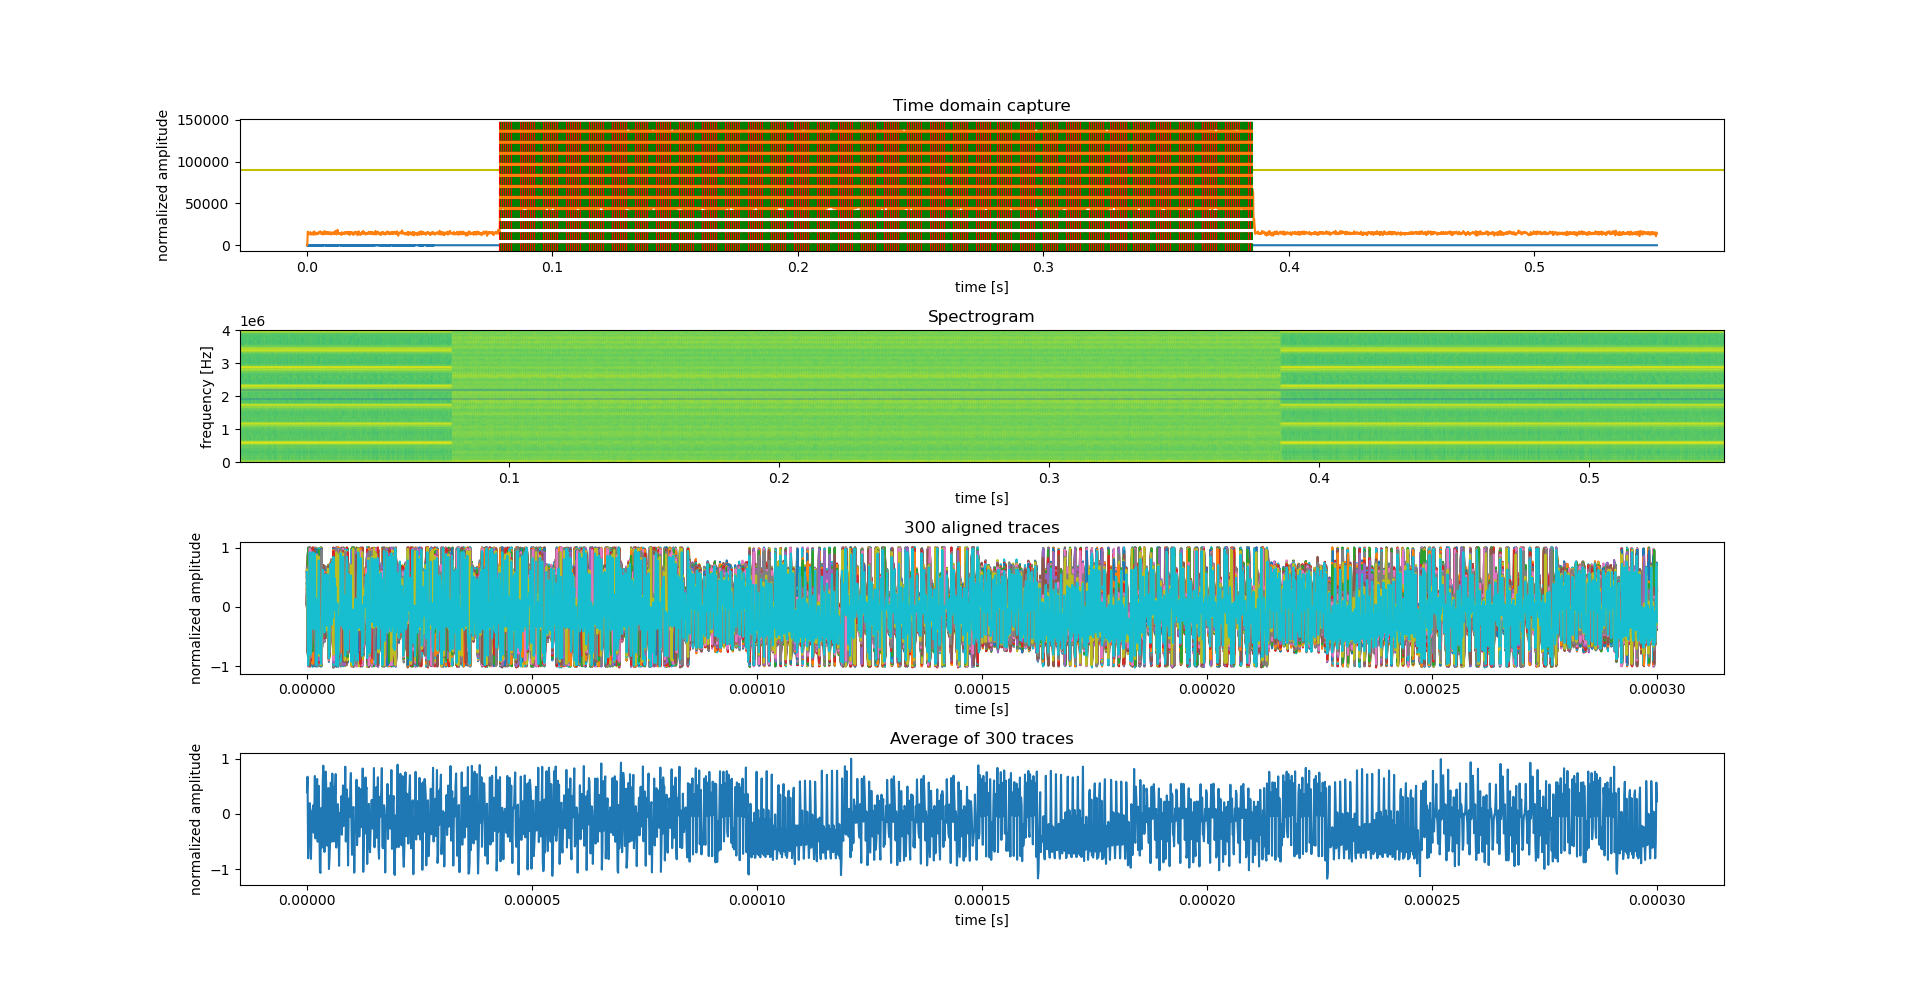 Time domain capture
normalized amplitude
150000
100000
50000
0
0.0 0.1 0.2 0.3 0.4 0.5
time [s]
Spectrogram
1e6
frequency [Hz]
4
3
2
1
0
0.1 0.2 0.3 0.4 0.5
time [s]
300 aligned traces
normalized amplitude
1
0
−1
0.00000 0.00005 0.00010 0.00015 0.00020 0.00025 0.00030
time [s]
Average of 300 traces
normalized amplitude
1
0
−1
0.00000 0.00005 0.00010 0.00015 0.00020 0.00025 0.00030
time [s]